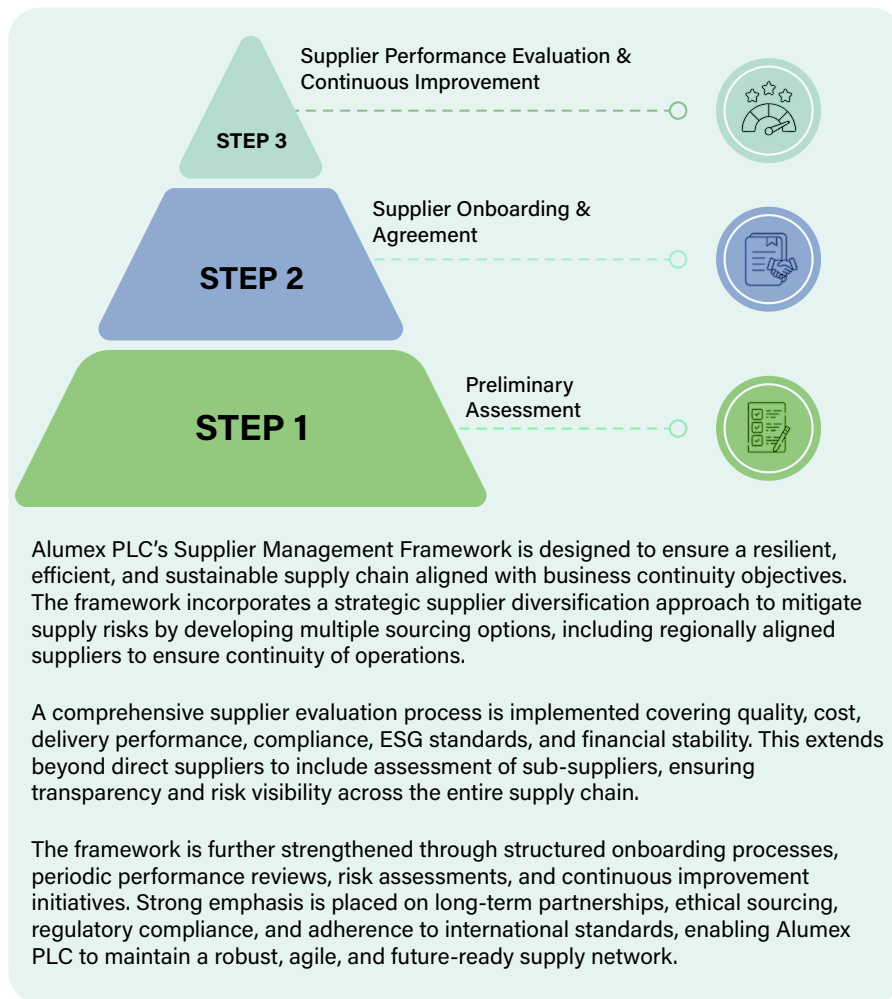 Supplier Performance Evaluation &
Continuous Improvement
STEP 3
Supplier Onboarding &
Agreement
STEP 2
Preliminary
Assessment
STEP 1
Alumex PLC’s Supplier Management Framework is designed to ensure a resilient,
efficient, and sustainable supply chain aligned with business continuity objectives.
The framework incorporates a strategic supplier diversification approach to mitigate
supply risks by developing multiple sourcing options, including regionally aligned
suppliers to ensure continuity of operations.
A comprehensive supplier evaluation process is implemented covering quality, cost,
delivery performance, compliance, ESG standards, and financial stability. This extends
beyond direct suppliers to include assessment of sub-suppliers, ensuring
transparency and risk visibility across the entire supply chain.
The framework is further strengthened through structured onboarding processes,
periodic performance reviews, risk assessments, and continuous improvement
initiatives. Strong emphasis is placed on long-term partnerships, ethical sourcing,
regulatory compliance, and adherence to international standards, enabling Alumex
PLC to maintain a robust, agile, and future-ready supply network.